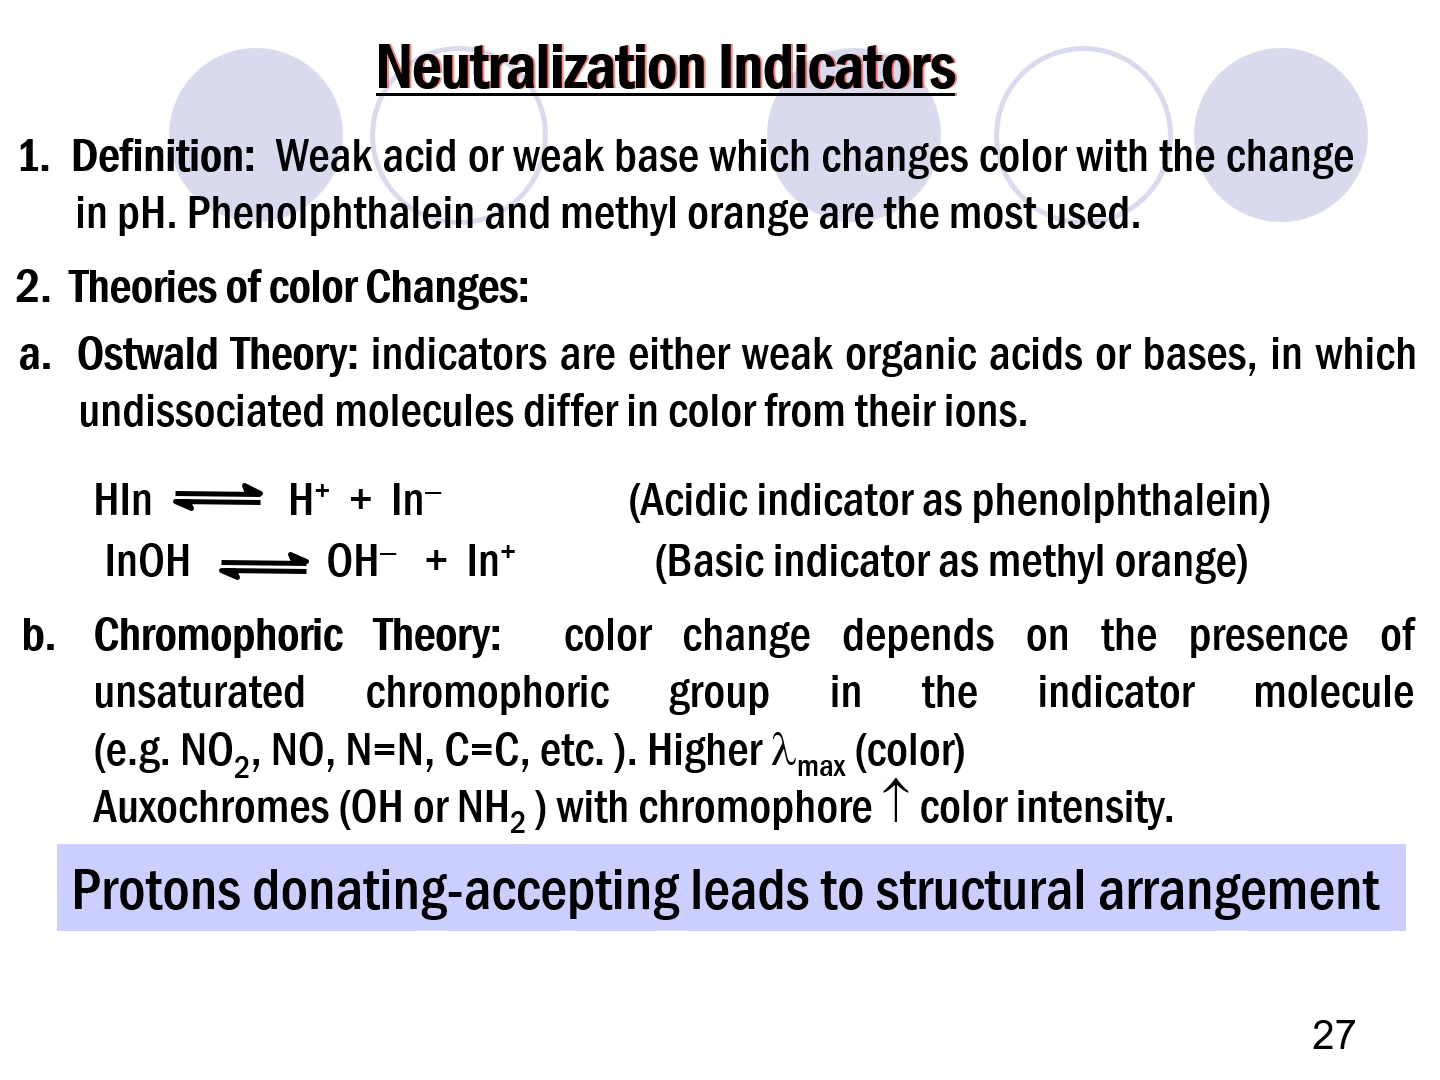 Neutralization Indicators
1. Definition: Weak acid or weak base which changes color with the change
in pH. Phenolphthalein and methyl orange are the most used.
2. Theories of color Changes:
a. Ostwald Theory: indicators are either weak organic acids or bases, in which
undissociated molecules differ in color from their ions.
HIn ⇌ H⁺ + In⁻ (Acidic indicator as phenolphthalein)
InOH ⇌ OH⁻ + In⁺ (Basic indicator as methyl orange)
b. Chromophoric Theory: color change depends on the presence of
unsaturated chromophoric group in the indicator molecule
(e.g. NO₂, NO, N=N, C=C, etc. ). Higher λmax (color)
Auxochromes (OH or NH₂ ) with chromophore ↑ color intensity.
Protons donating-accepting leads to structural arrangement
27